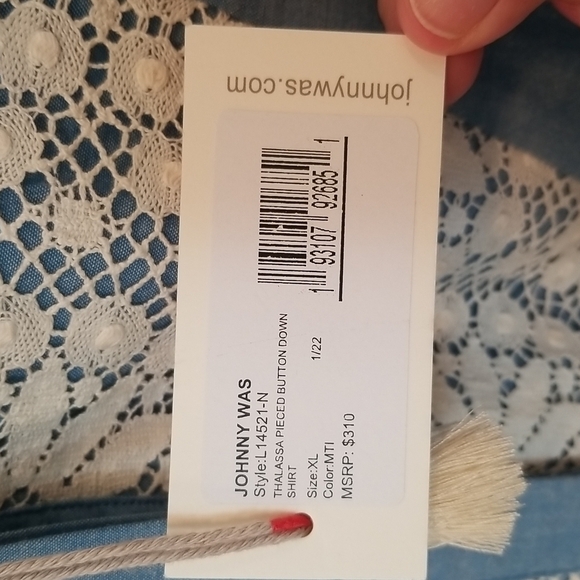 johnnywas.com
JOHNNY WAS
Style:L14521-N
THALASSA PIECED BUTTON DOWN
SHIRT
1/22
Size:XL
Color:MTI
MSRP: $310
1 93107 92685 1